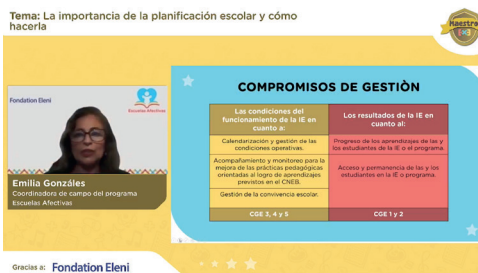 Tema: La importancia de la planificación escolar y cómo
hacerla
Maestro
Fondation Eleni
Escuelas Afectivas
Emilia Gonzáles
Coordinadora de campo del programa
Escuelas Afectivas
COMPROMISOS DE GESTIÒN
Las condiciones del
funcionamiento de la IE en
cuanto a:
Los resultados de la IE en
cuanto al:
Calendarización y gestión de las
condiciones operativas.
Progreso de los aprendizajes de las y
los estudiantes de la IE o el programa.
Acompañamiento y monitoreo para la
mejora de las prácticas pedagógicas
orientadas al logro de aprendizajes
previstos en el CNEB.
Acceso y permanencia de las y los
estudiantes en la IE o programa.
Gestión de la convivencia escolar.
CGE 3, 4 y 5
CGE 1 y 2
Gracias a: Fondation Eleni